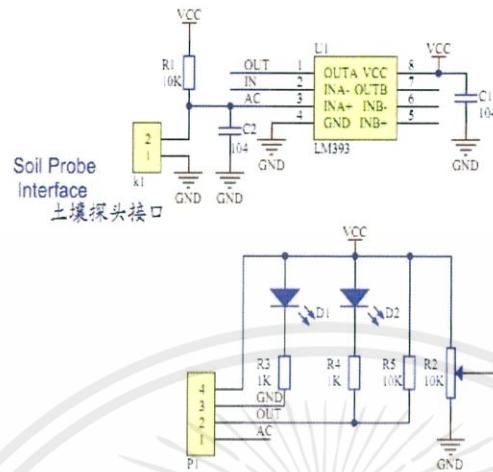 VCC
R1
10K
U1
VCC
OUT 1 OUTA VCC 8
IN 2 INA- OUTB 7
AC 3 INA+ INB- 6
4 GND INB+ 5
C2
104
C1
104
GND
LM393
GND
2
1
k1
GND
GND
Soil Probe
Interface
土壤探头接口
VCC
D1
D2
R3
1K
R4
1K
R5
10K
R2
10K
4
3 GND
2 OUT
1 AC
P1
GND